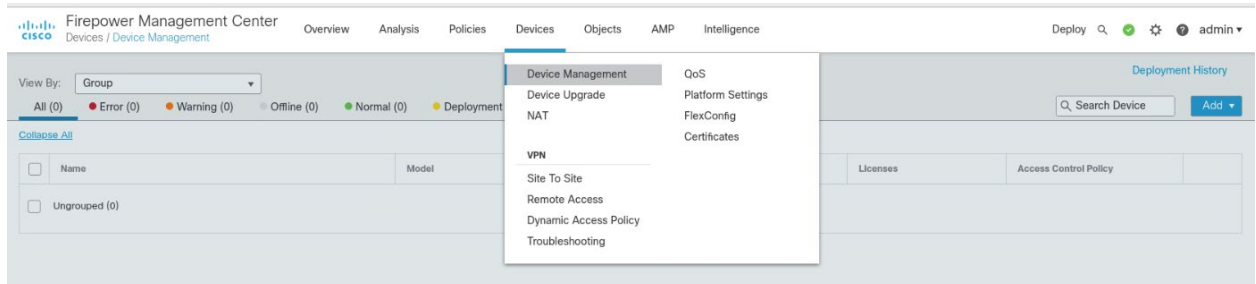 Firepower Management Center
CISCO Devices / Device Management Overview Analysis Policies Devices Objects AMP Intelligence Deploy admin
Deployment History
View By: Group
All (0) Error (0) Warning (0) Offline (0) Normal (0) Deployment Search Device Add
Collapse All
Name Model Licenses Access Control Policy
Ungrouped (0)
Device Management QoS
Device Upgrade Platform Settings
NAT FlexConfig
Certificates
VPN
Site To Site
Remote Access
Dynamic Access Policy
Troubleshooting